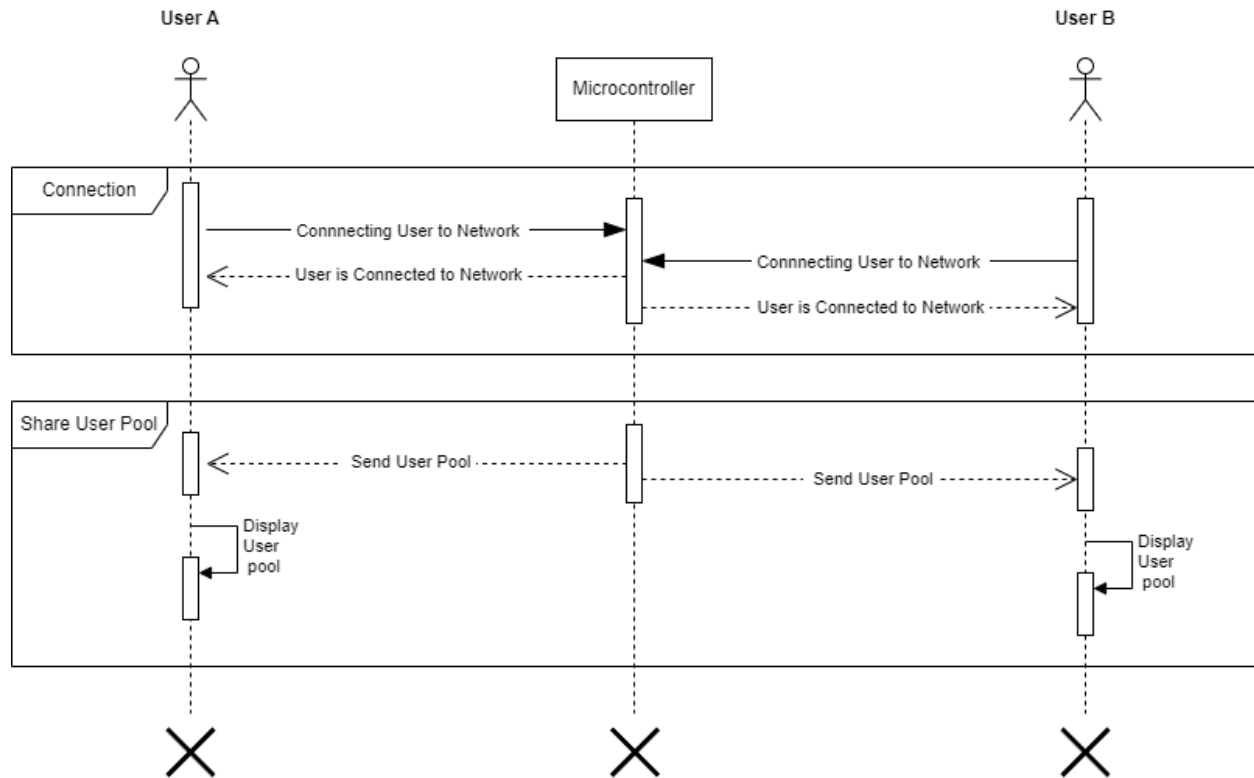 User A
User B
Microcontroller
Connection
Connnecting User to Network
Connnecting User to Network
User is Connected to Network
User is Connected to Network
Share User Pool
Send User Pool
Send User Pool
Display
User
pool
Display
User
pool